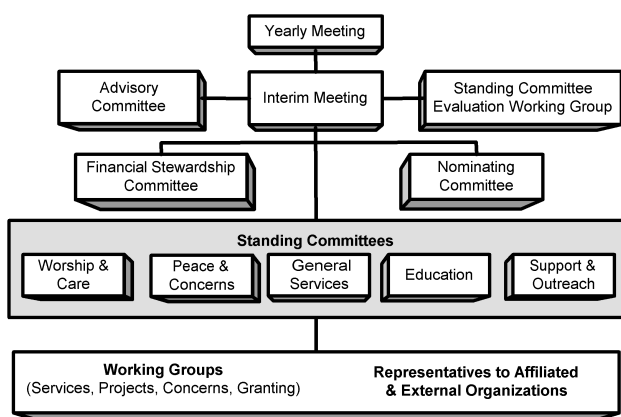 Yearly Meeting
Advisory
Committee
Interim Meeting
Standing Committee
Evaluation Working Group
Financial Stewardship
Committee
Nominating
Committee
Standing Committees
Worship &
Care
Peace &
Concerns
General
Services
Education
Support &
Outreach
Working Groups
(Services, Projects, Concerns, Granting)
Representatives to Affiliated
& External Organizations